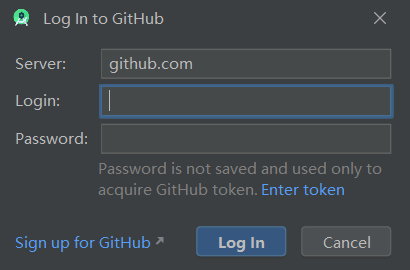 Log In to GitHub
Server: github.com
Login:
Password:
Password is not saved and used only to
acquire GitHub token. Enter token
Sign up for GitHub Log In Cancel